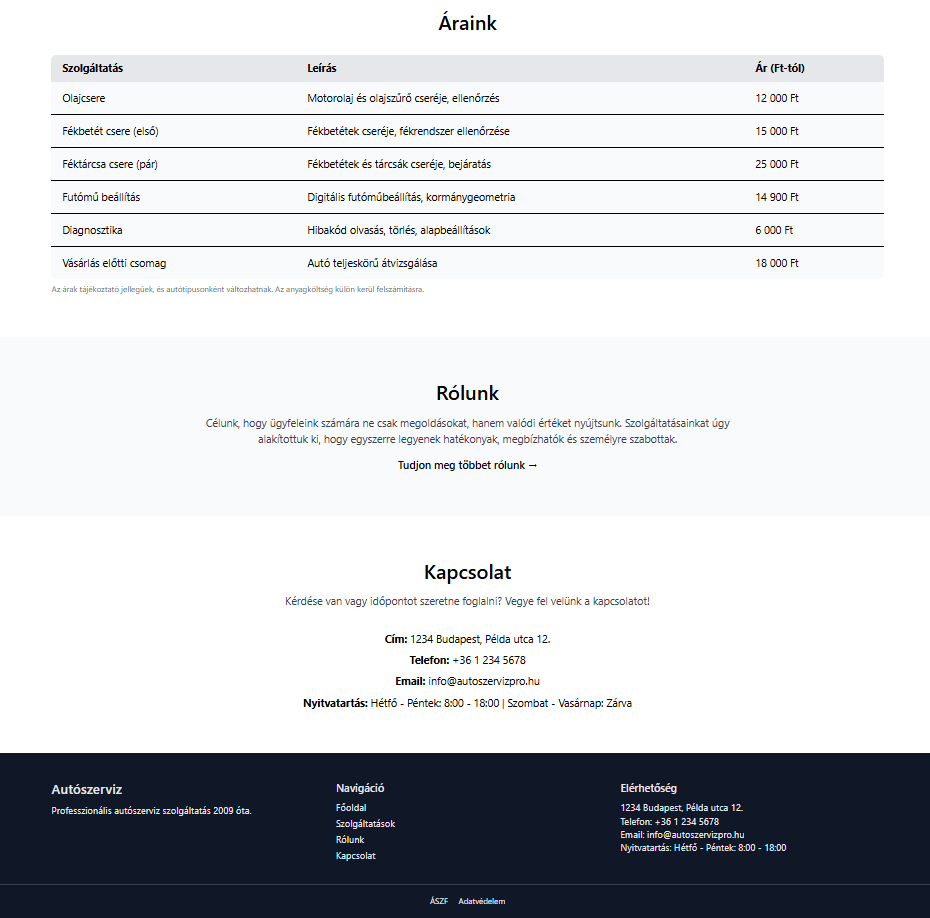 Áraink
Szolgáltatás Leírás Ár (Ft-tól)
Olajcsere Motorolaj és olajszűrő cseréje, ellenőrzés 12 000 Ft
Fékbetét csere (első) Fékbetétek cseréje, fékrendszer ellenőrzése 15 000 Ft
Féktárcsa csere (pár) Fékbetétek és tárcsák cseréje, bejáratás 25 000 Ft
Futómű beállítás Digitális futóműbeállítás, kormánygeometria 14 900 Ft
Diagnosztika Hibakód olvasás, törlés, alapbeállítások 6 000 Ft
Vásárlás előtti csomag Autó teljeskörű átvizsgálása 18 000 Ft
Az árak tájékoztató jellegűek, és autótípusonként változhatnak. Az anyagköltség külön kerül felszámításra.
Rólunk
Célunk, hogy ügyfeleink számára ne csak megoldásokat, hanem valódi értéket nyújtsunk. Szolgáltatásainkat úgy
alakítottuk ki, hogy egyszerre legyenek hatékonyak, megbízhatók és személyre szabottak.
Tudjon meg többet rólunk →
Kapcsolat
Kérdése van vagy időpontot szeretne foglalni? Vegye fel velünk a kapcsolatot!
Cím: 1234 Budapest, Példa utca 12.
Telefon: +36 1 234 5678
Email: info@autoszervizpro.hu
Nyitvatartás: Hétfő - Péntek: 8:00 - 18:00 | Szombat - Vasárnap: Zárva
Autószerviz
Professzionális autószerviz szolgáltatás 2009 óta.
Navigáció
Főoldal
Szolgáltatások
Rólunk
Kapcsolat
Elérhetőség
1234 Budapest, Példa utca 12.
Telefon: +36 1 234 5678
Email: info@autoszervizpro.hu
Nyitvatartás: Hétfő - Péntek: 8:00 - 18:00
ÁSZF Adatvédelem